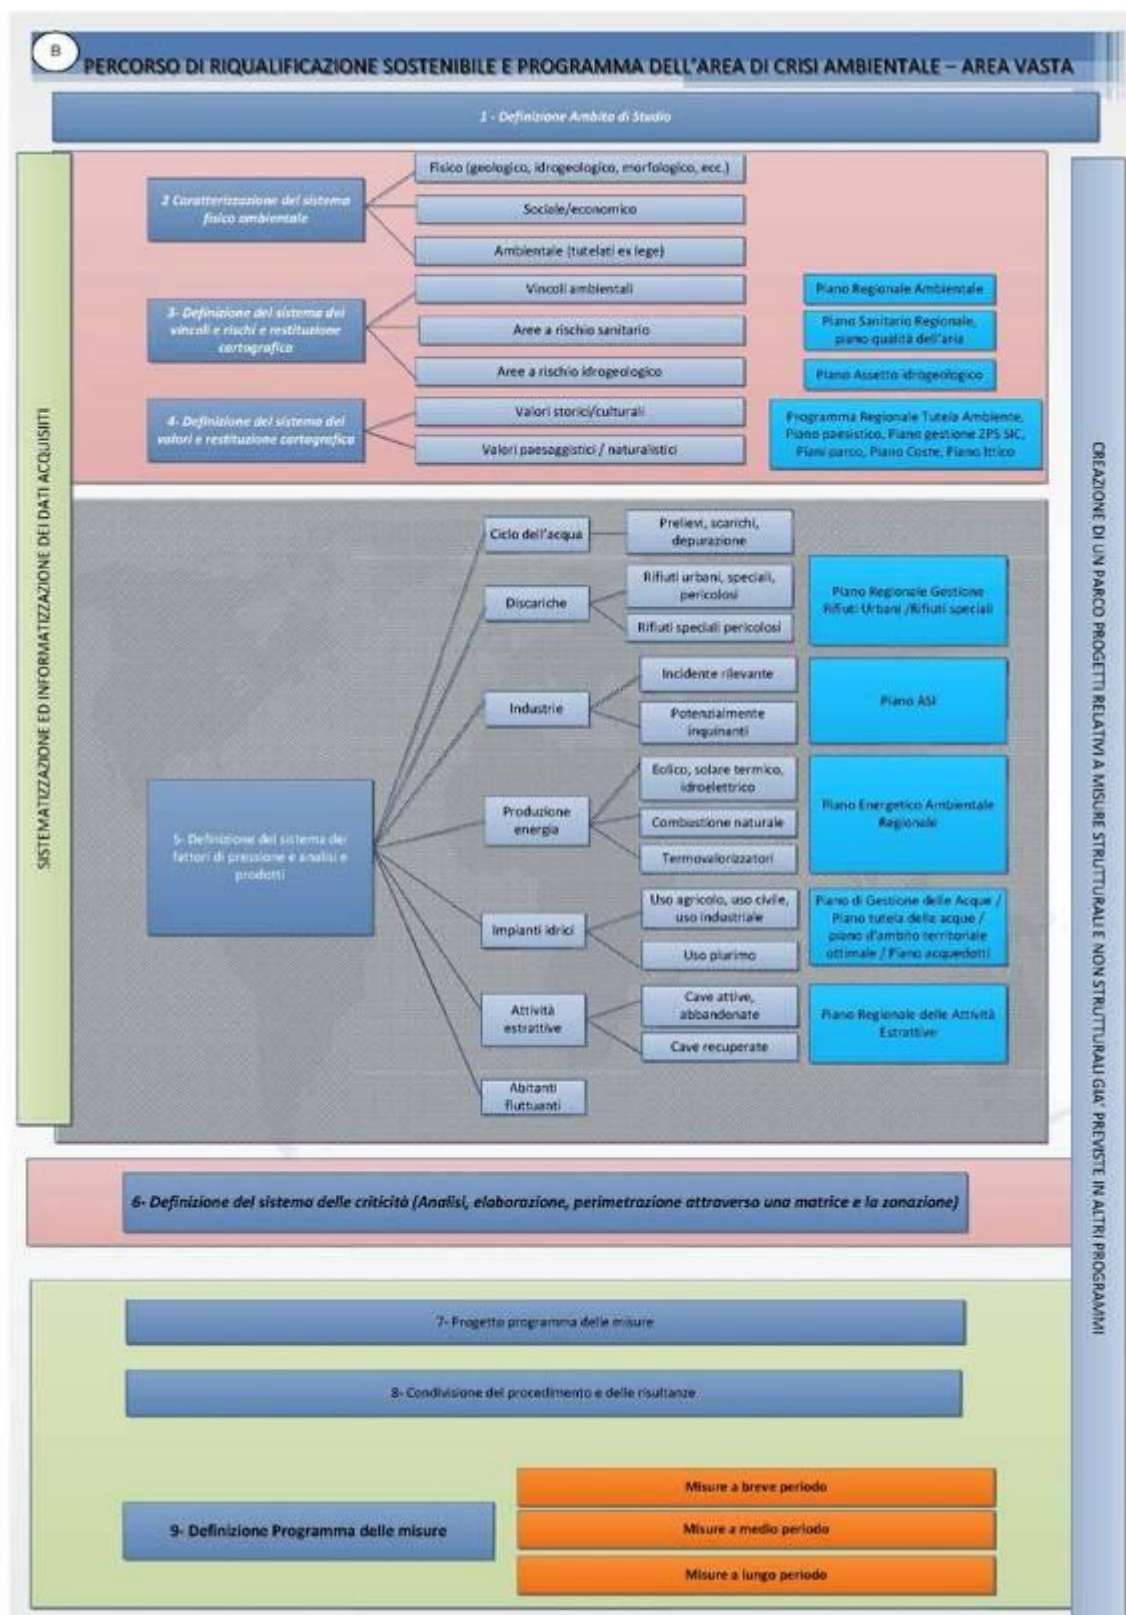 B
PERCORSO DI RIQUALIFICAZIONE SOSTENIBILE E PROGRAMMA DELL'AREA DI CRISI AMBIENTALE – AREA VASTA
1 - Definizione Ambito di Studio
SISTEMATIZZAZIONE ED INFORMATIZZAZIONE DEI DATI ACQUISIITI
2 Caratterizzazione del sistema
fisico ambientale
Fisico (geologico, idrogeologico, morfologico, ecc.)
Sociale/economico
Ambientale (tutelati ex lege)
3- Definizione del sistema dei
vincoli e rischi e restituzione
cartografica
Vincoli ambientali
Aree a rischio sanitario
Aree a rischio idrogeologico
Piano Regionale Ambientale
Piano Sanitario Regionale,
piano qualità dell'aria
Piano Assetto idrogeologico
4- Definizione del sistema dei
valori e restituzione cartografica
Valori storici/culturali
Valori paesaggistici / naturalistici
Programma Regionale Tutela Ambiente,
Piano paesistico, Piano gestione ZPS SIC,
Piani parco, Piano Coste, Piano Ittico
5- Definizione del sistema dei
fattori di pressione e analisi e
prodotti
Ciclo dell'acqua
Prelievi, scarichi,
depurazione
Discariche
Rifiuti urbani, speciali,
pericolosi
Rifiuti speciali pericolosi
Piano Regionale Gestione
Rifiuti Urbani /Rifiuti speciali
Industrie
Incidente rilevante
Potenzialmente
inquinanti
Piano ASI
Produzione
energia
Eolico, solare termico,
idroelettrico
Combustione naturale
Termovalorizzatori
Piano Energetico Ambientale
Regionale
Impianti idrici
Uso agricolo, uso civile,
uso industriale
Uso plurimo
Piano di Gestione delle Acque /
Piano tutela delle acque /
piano d'ambito territoriale
ottimale / Piano acquedotti
Attività
estrattive
Cave attive,
abbandonate
Cave recuperate
Piano Regionale delle Attività
Estrattive
Abitanti
fluttuanti
CREAZIONE DI UN PARCO PROGETTI RELATIVI A MISURE STRUTTURALI E NON STRUTTURALI GIA' PREVISTE IN ALTRI PROGRAMMI
6- Definizione del sistema delle criticità (Analisi, elaborazione, perimetrazione attraverso una matrice e la zonazione)
7- Progetto programma delle misure
8- Condivisione del procedimento e delle risultanze
9- Definizione Programma delle misure
Misure a breve periodo
Misure a medio periodo
Misure a lungo periodo